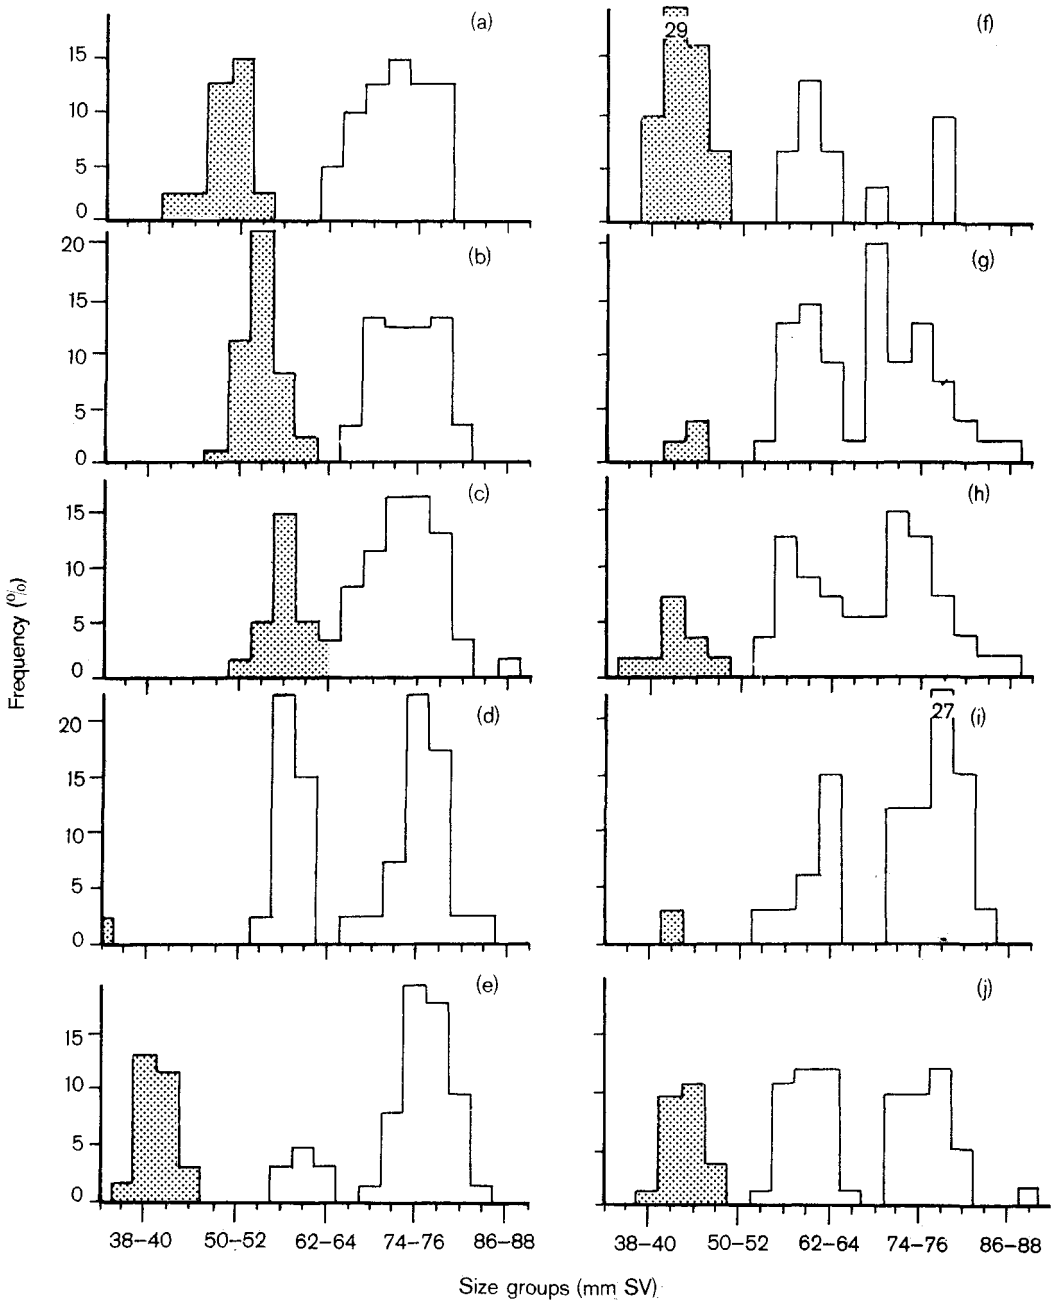 (a)
15
10
5
0
(b)
20
15
10
5
0
(c)
15
10
5
0
(d)
20
15
10
5
0
(e)
15
10
5
0
38–40 50–52 62–64 74–76 86–88
Frequency (%)
(f)
29
(g)
(h)
(i)
27
(j)
38–40 50–52 62–64 74–76 86–88
Size groups (mm SV)